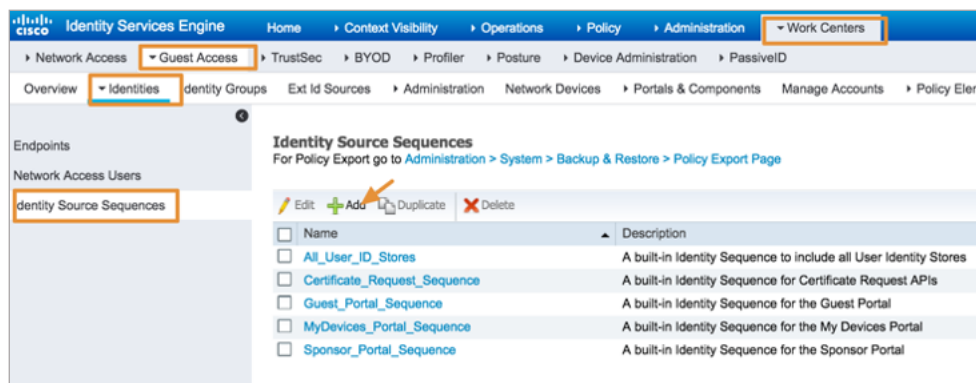 cisco Identity Services Engine Home Context Visibility Operations Policy Administration Work Centers
Network Access Guest Access TrustSec BYOD Profiler Posture Device Administration PassiveID
Overview Identities dentity Groups Ext Id Sources Administration Network Devices Portals & Components Manage Accounts Policy Eler
Endpoints
Network Access Users
dentity Source Sequences
Identity Source Sequences
For Policy Export go to Administration > System > Backup & Restore > Policy Export Page
Edit Add Duplicate Delete
Name Description
All_User_ID_Stores A built-in Identity Sequence to include all User Identity Stores
Certificate_Request_Sequence A built-in Identity Sequence for Certificate Request APIs
Guest_Portal_Sequence A built-in Identity Sequence for the Guest Portal
MyDevices_Portal_Sequence A built-in Identity Sequence for the My Devices Portal
Sponsor_Portal_Sequence A built-in Identity Sequence for the Sponsor Portal